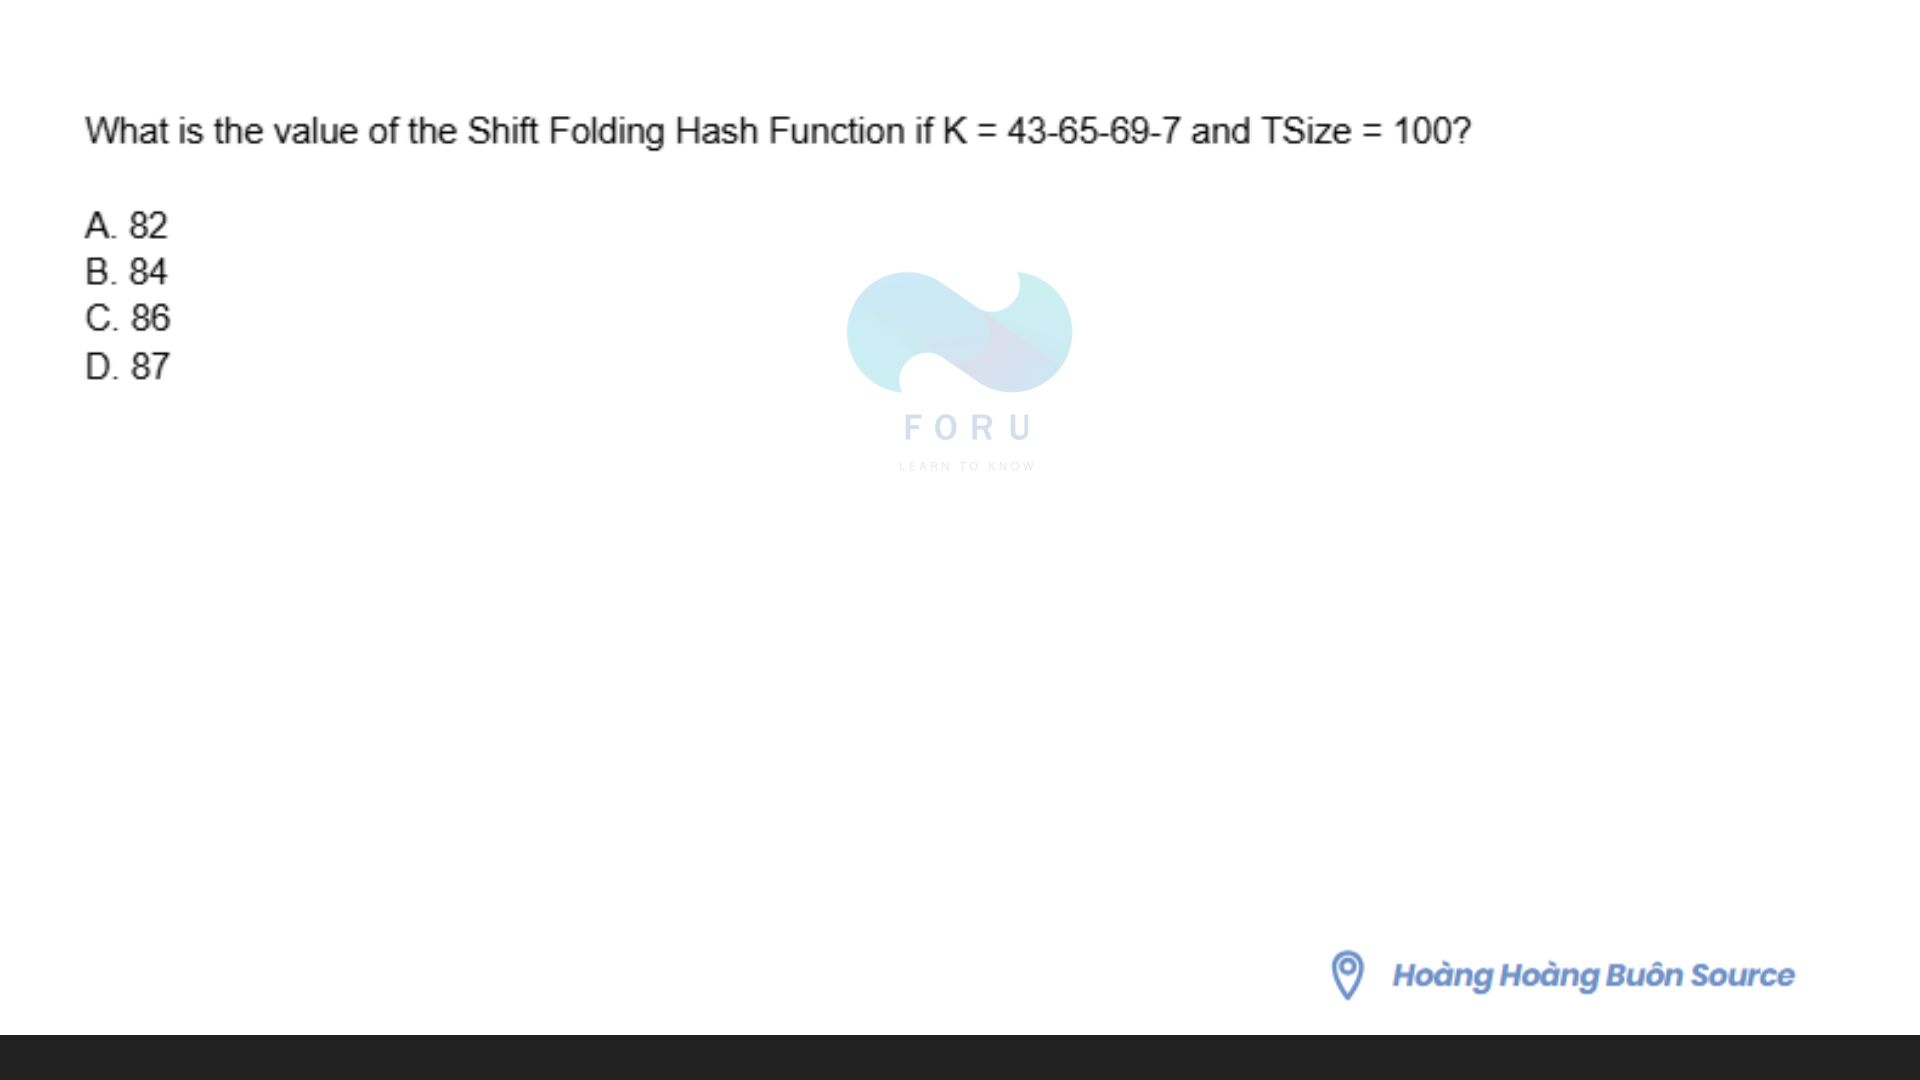 What is the value of the Shift Folding Hash Function if K = 43-65-69-7 and TSize = 100?
A. 82
B. 84
C. 86
D. 87
FORU
LEARN TO KNOW
Hoàng Hoàng Buôn Source